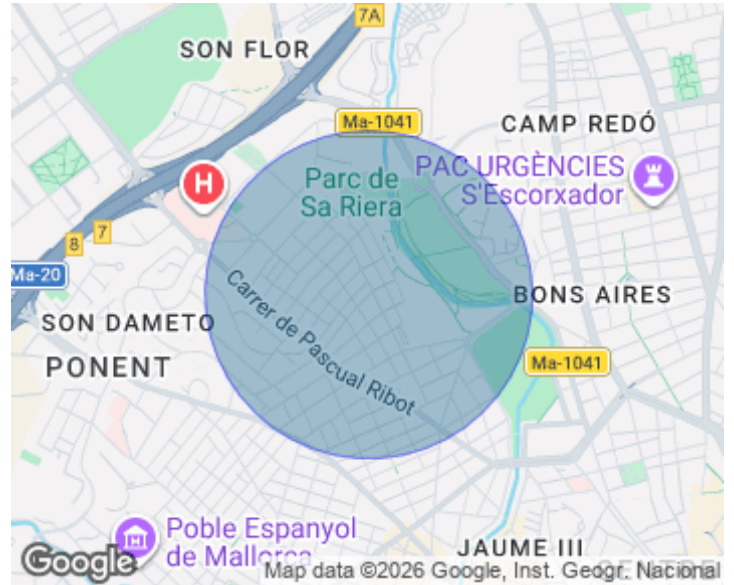 7A
SON FLOR
Ma-1041
CAMP REDÓ
Parc de
Sa Riera
PAC URGÈNCIES
S'Escorxador
H
8
7
Ma-20
Carrer de Pascual Ribot
BONS AIRES
SON DAMETO
PONENT
Ma-1041
Poble Espanyol
de Mallorca
JAUME III
Google
Map data ©2026 Google, Inst. Geogr. Nacional